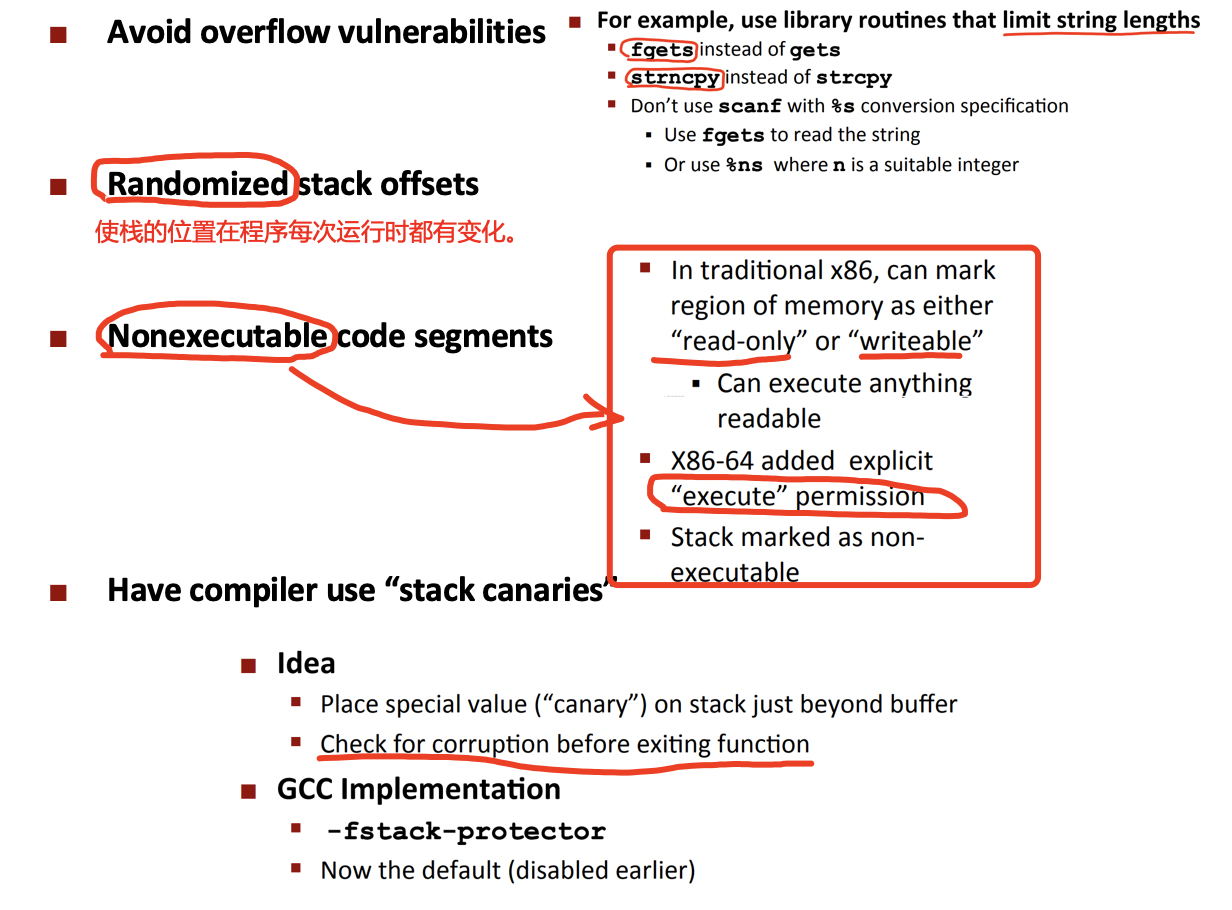 Avoid overflow vulnerabilities
For example, use library routines that limit string lengths
fgets instead of gets
strncpy instead of strcpy
Don’t use scanf with %s conversion specification
Use fgets to read the string
Or use %ns where n is a suitable integer
Randomized stack offsets
使栈的位置在程序每次运行时都有变化。
Nonexecutable code segments
In traditional x86, can mark
region of memory as either
“read-only” or “writeable”
Can execute anything
readable
X86-64 added explicit
“execute” permission
Stack marked as non-
executable
Have compiler use “stack canaries”
Idea
Place special value (“canary”) on stack just beyond buffer
Check for corruption before exiting function
GCC Implementation
-fstack-protector
Now the default (disabled earlier)